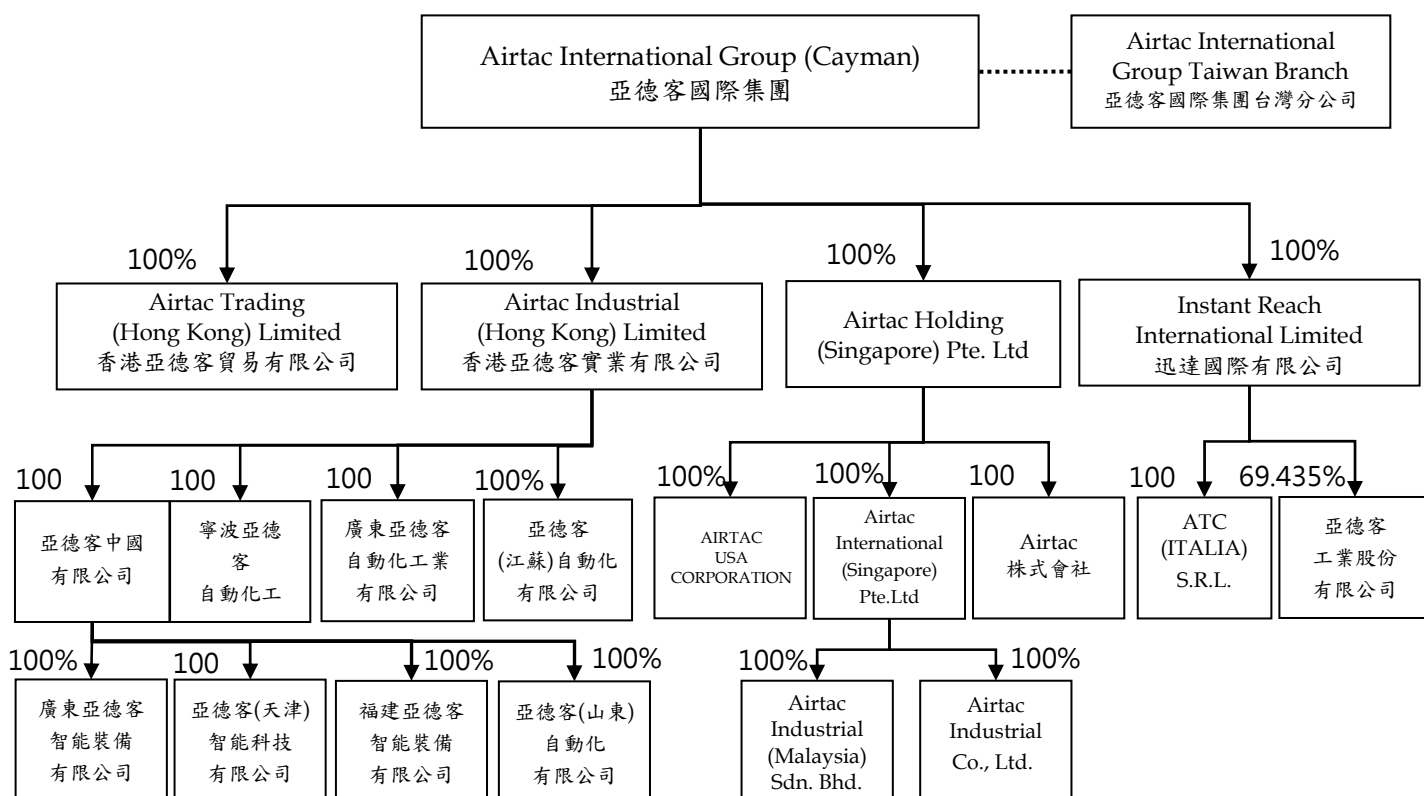 Airtac International Group (Cayman)
亞德客國際集團
Airtac International
Group Taiwan Branch
亞德客國際集團台灣分公司
100%
100%
100%
100%
Airtac Trading
(Hong Kong) Limited
香港亞德客貿易有限公司
Airtac Industrial
(Hong Kong) Limited
香港亞德客實業有限公司
Airtac Holding
(Singapore) Pte. Ltd
Instant Reach
International Limited
迅達國際有限公司
100
100
100
100%
100%
100%
100
100
69.435%
亞德客中國
有限公司
寧波亞德
客
自動化工
廣東亞德客
自動化工業
有限公司
亞德客
(江蘇)自動化
有限公司
AIRTAC
USA
CORPORATION
Airtac
International
(Singapore)
Pte.Ltd
Airtac
株式會社
ATC
(ITALIA)
S.R.L.
亞德客
工業股份
有限公司
100%
100
100%
100%
100%
100%
廣東亞德客
智能裝備
有限公司
亞德客(天津)
智能科技
有限公司
福建亞德客
智能裝備
有限公司
亞德客(山東)
自動化
有限公司
Airtac
Industrial
(Malaysia)
Sdn. Bhd.
Airtac
Industrial
Co., Ltd.